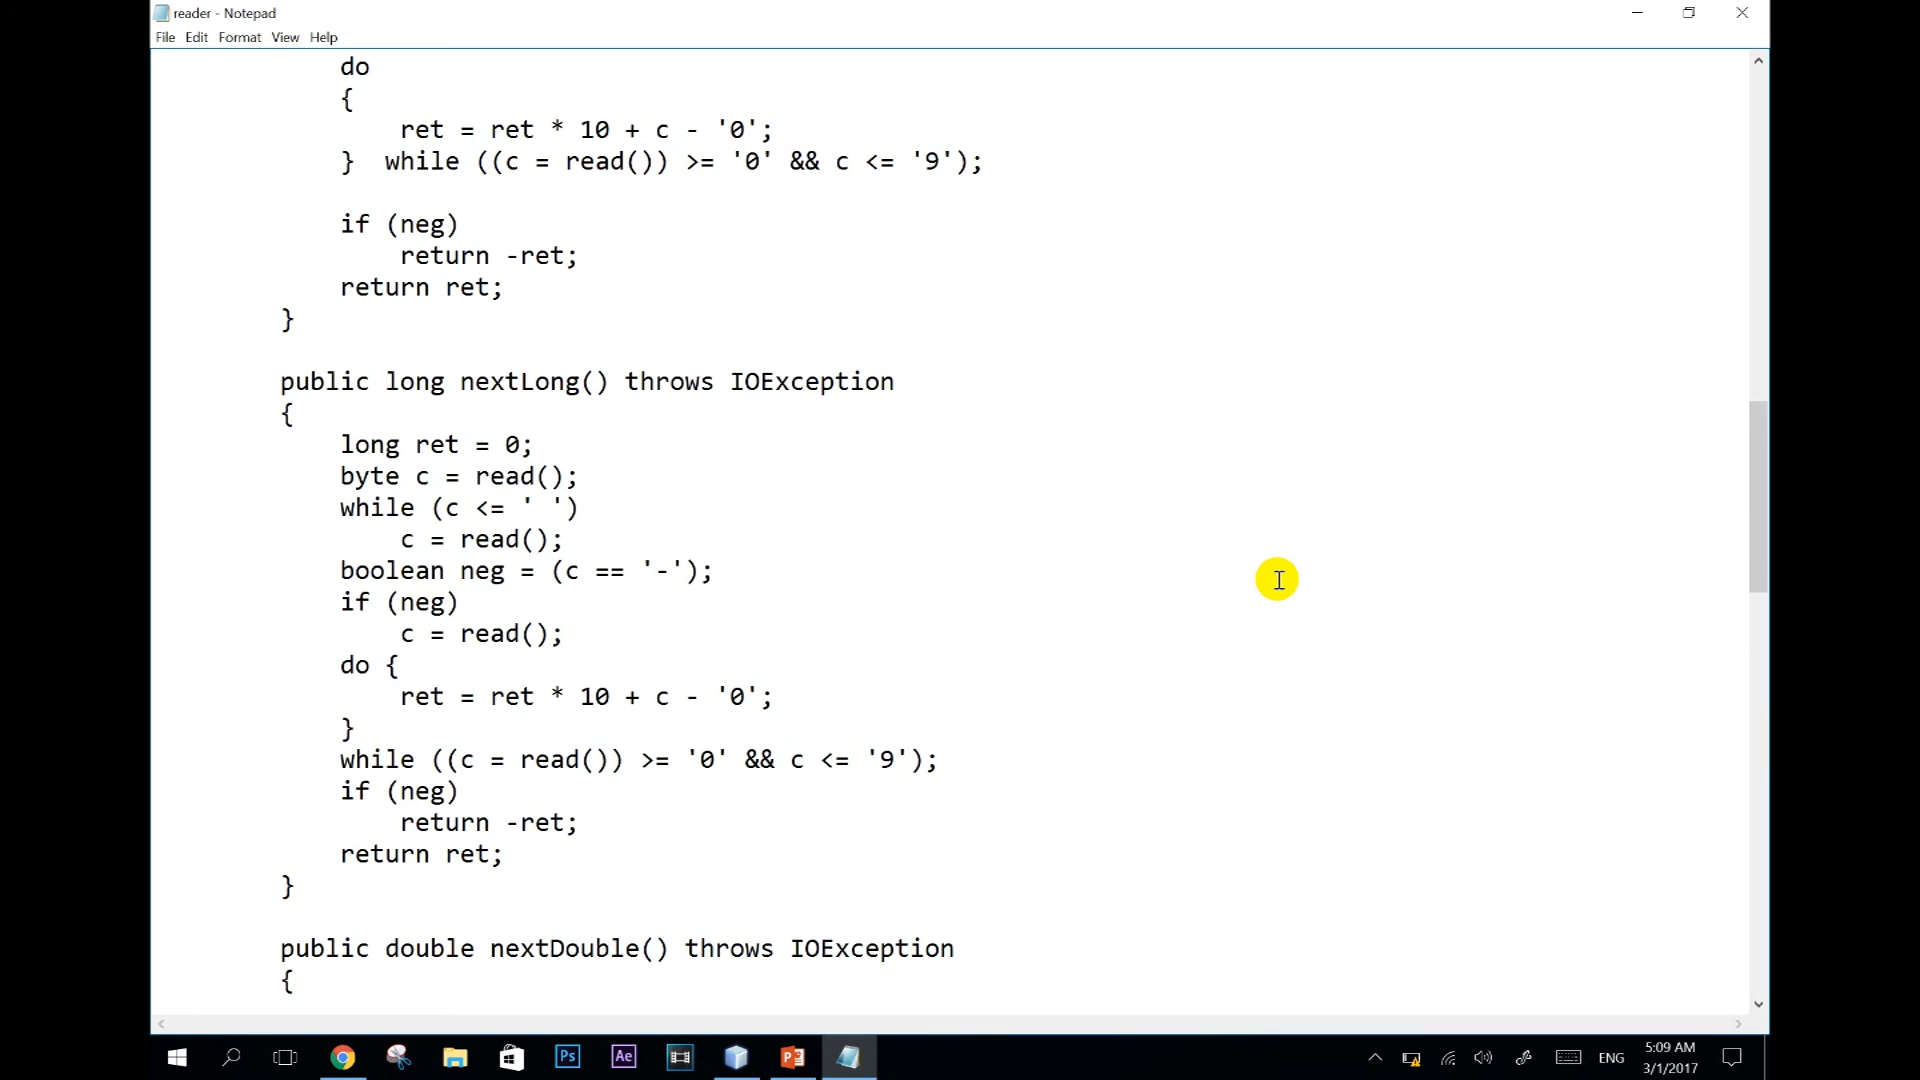 reader - Notepad
File Edit Format View Help
do
{
ret = ret * 10 + c - '0';
} while ((c = read()) >= '0' && c <= '9');
if (neg)
return -ret;
return ret;
}
public long nextLong() throws IOException
{
long ret = 0;
byte c = read();
while (c <= ' ')
c = read();
boolean neg = (c == '-');
if (neg)
c = read();
do {
ret = ret * 10 + c - '0';
}
while ((c = read()) >= '0' && c <= '9');
if (neg)
return -ret;
return ret;
}
public double nextDouble() throws IOException
{
Ps Ae ENG 5:09 AM
3/1/2017